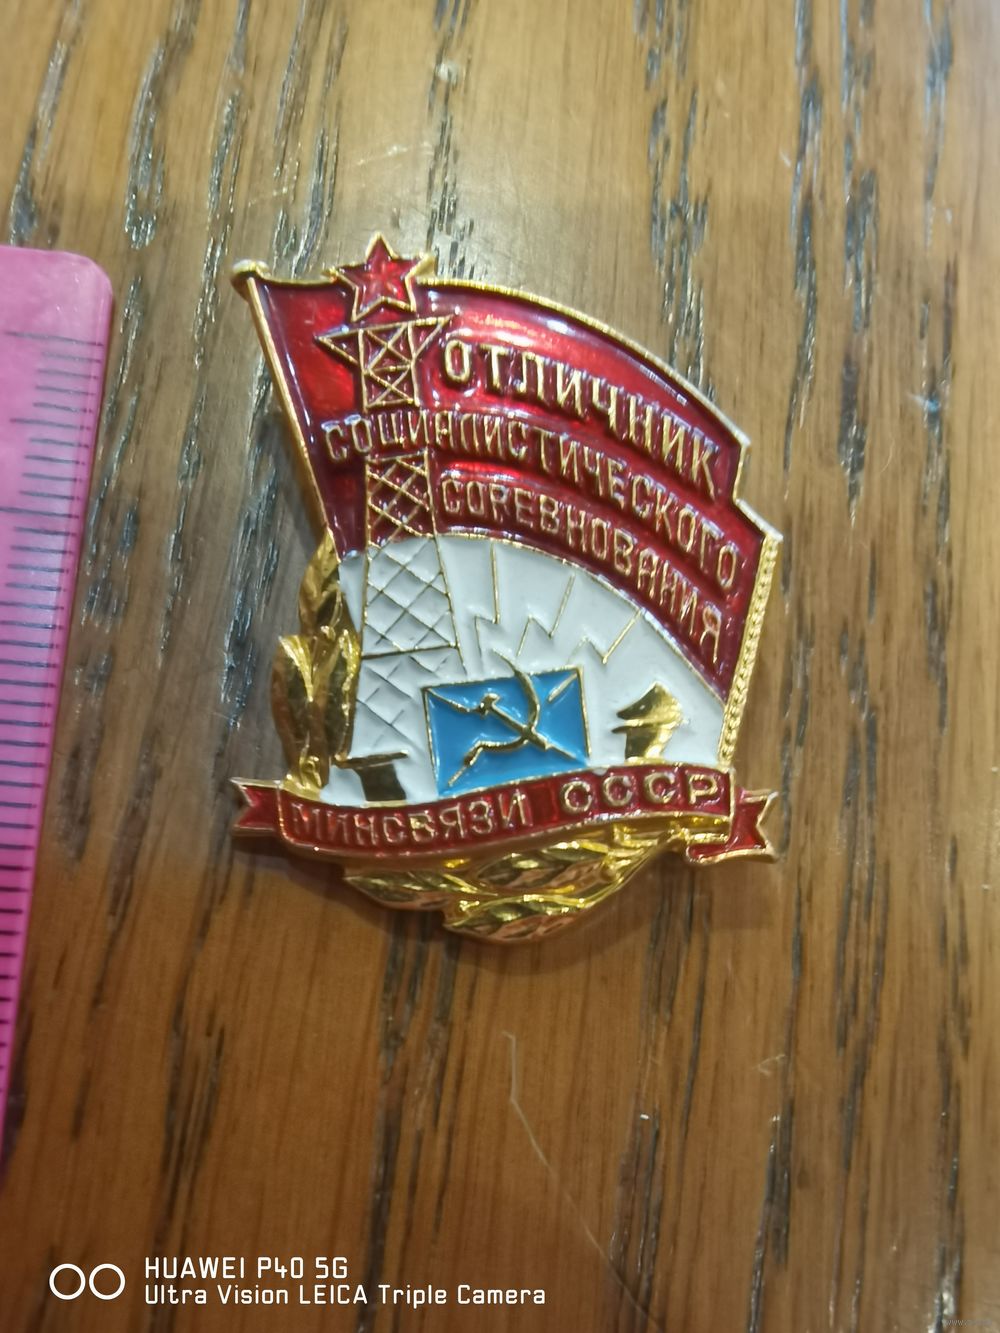 ОТЛИЧНИК
СОЦИАЛИСТИЧЕСКОГО
СОРЕВНОВАНИЯ
МИНСВЯЗИ СССР
HUAWEI P40 5G
Ultra Vision LEICA Triple Camera